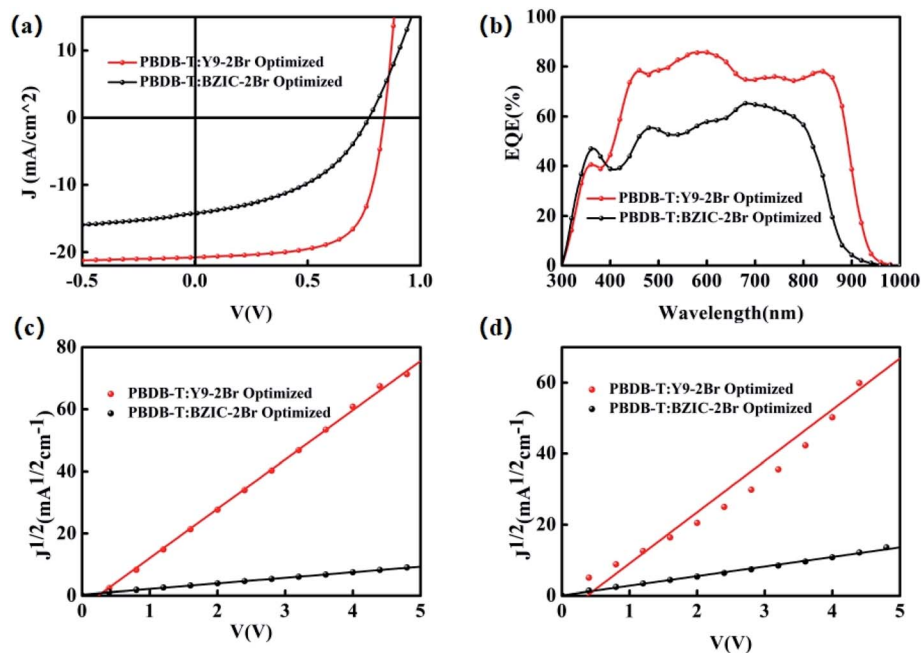 (a)
10
0
-10
-20
J (mA/cm^2)
PBDB-T:Y9-2Br Optimized
PBDB-T:BZIC-2Br Optimized
-0.5
0.0
0.5
1.0
V(V)
(b)
100
80
60
40
20
0
EQE(%)
PBDB-T:Y9-2Br Optimized
PBDB-T:BZIC-2Br Optimized
300 400 500 600 700 800 900 1000
Wavelength(nm)
(c)
80
60
40
20
0
J1/2(mA1/2cm-1)
PBDB-T:Y9-2Br Optimized
PBDB-T:BZIC-2Br Optimized
0 1 2 3 4 5
V(V)
(d)
60
40
20
0
J1/2(mA1/2cm-1)
PBDB-T:Y9-2Br Optimized
PBDB-T:BZIC-2Br Optimized
0 1 2 3 4 5
V(V)